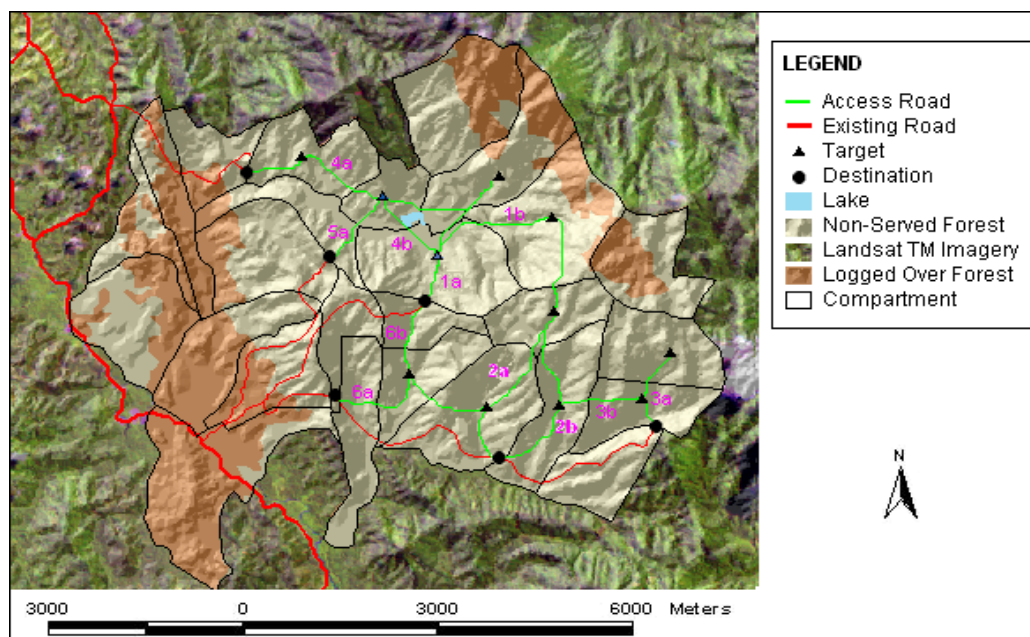 LEGEND
Access Road
Existing Road
Target
Destination
Lake
Non-Served Forest
Landsat TM Imagery
Logged Over Forest
Compartment
4a
1b
5a
4b
1a
6b
2a
6a
3a
3b
2b
N
3000 0 3000 6000 Meters